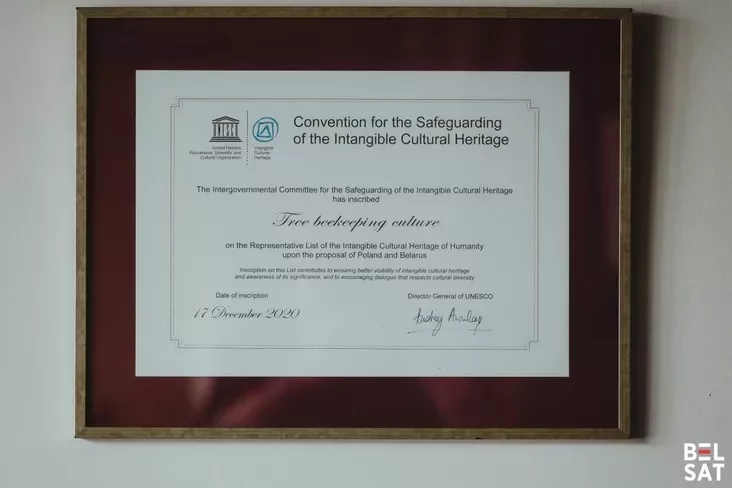 Convention for the Safeguarding
of the Intangible Cultural Heritage
United Nations
Educational, Scientific and
Cultural Organization
Intangible
Cultural
Heritage
The Intergovernmental Committee for the Safeguarding of the Intangible Cultural Heritage
has inscribed
Tree beekeeping culture
on the Representative List of the Intangible Cultural Heritage of Humanity
upon the proposal of Poland and Belarus
Inscription on this List contributes to ensuring better visibility of intangible cultural heritage
and awareness of its significance, and to encouraging dialogue that respects cultural diversity
Date of inscription
17 December 2020
Director-General of UNESCO
BEL
SAT